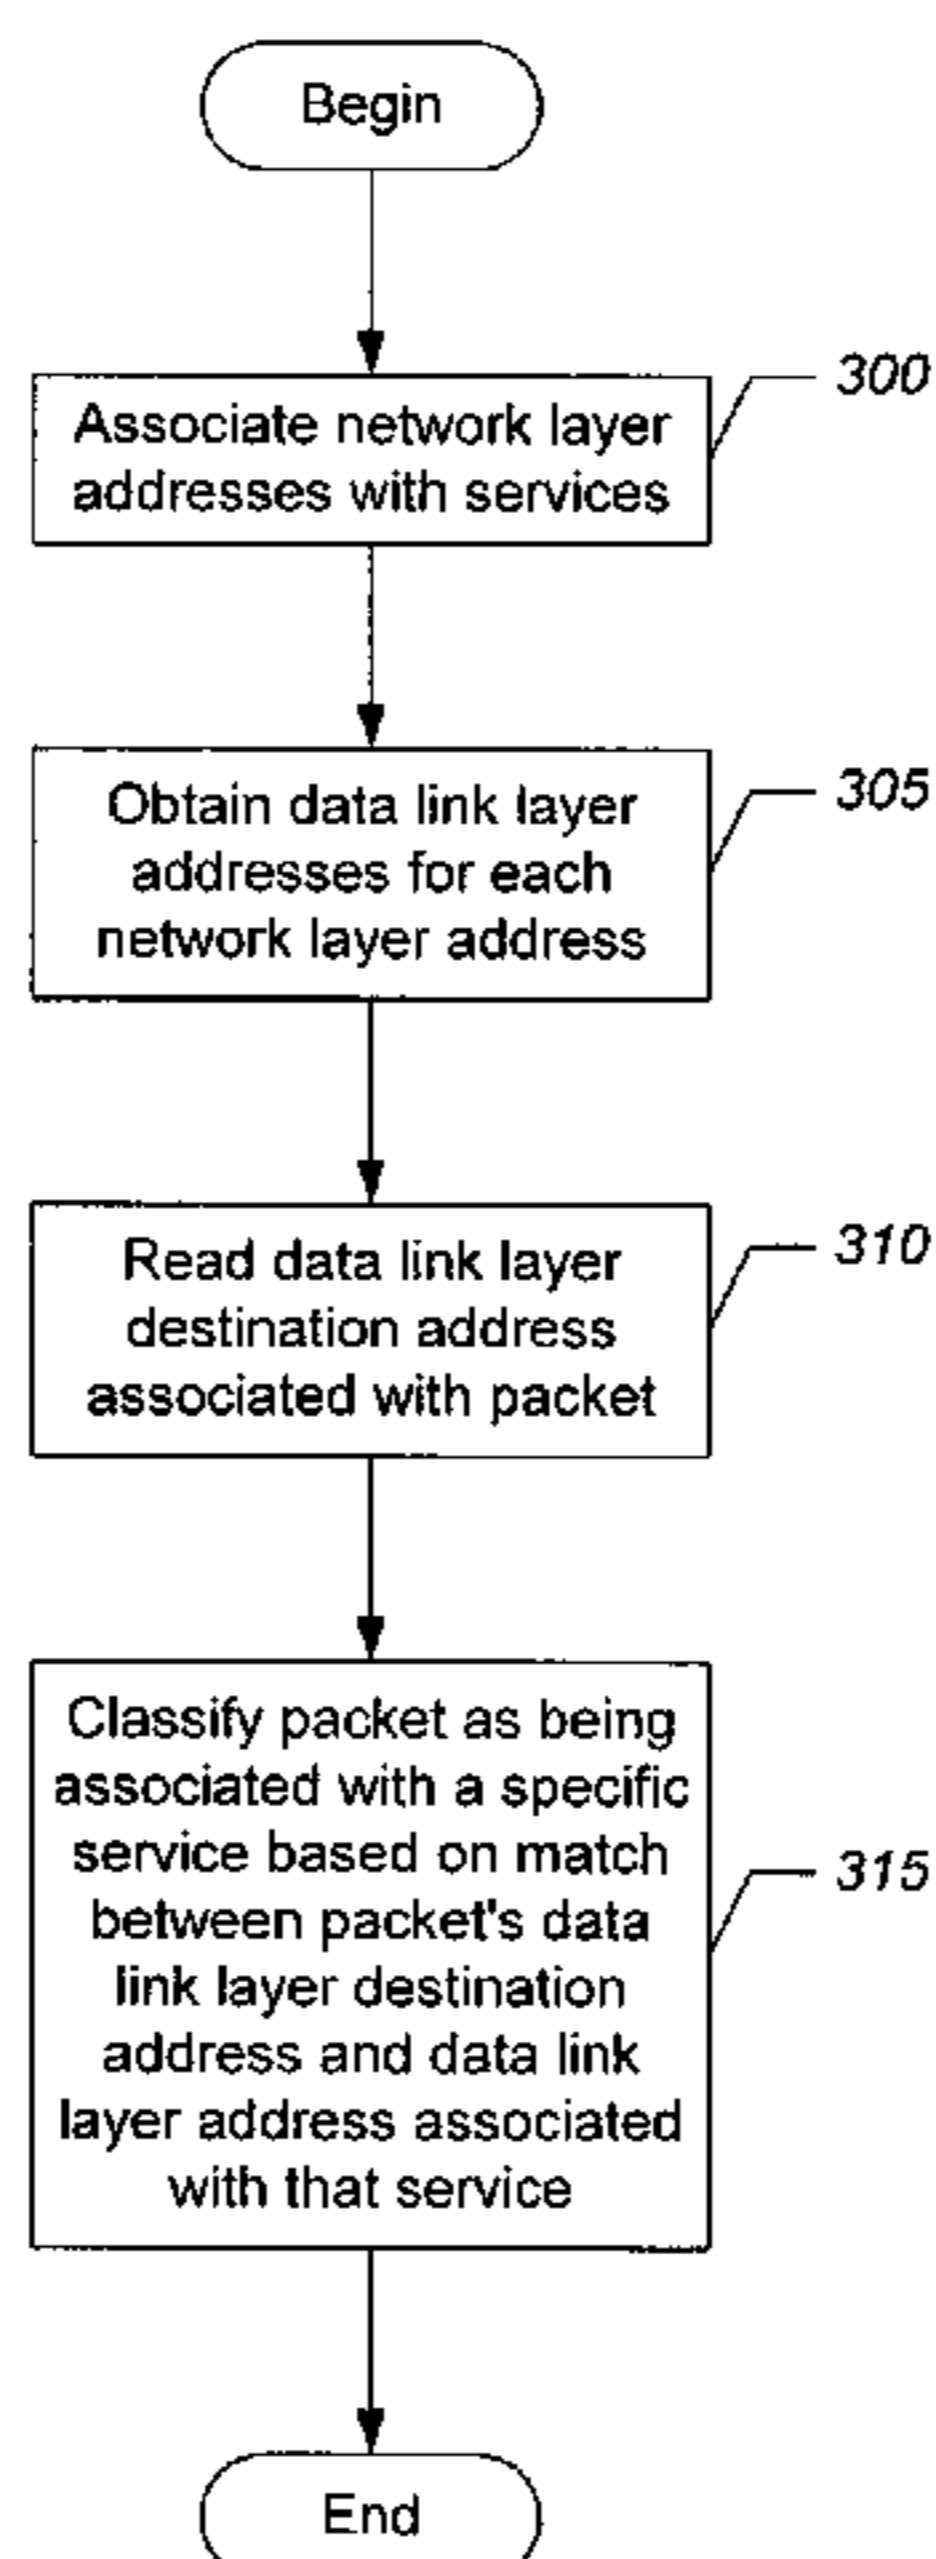 Begin
300
Associate network layer
addresses with services
305
Obtain data link layer
addresses for each
network layer address
310
Read data link layer
destination address
associated with packet
Classify packet as being
associated with a specific
service based on match
315
between packet's data
link layer destination
address and data link
layer address associated
with that service
End